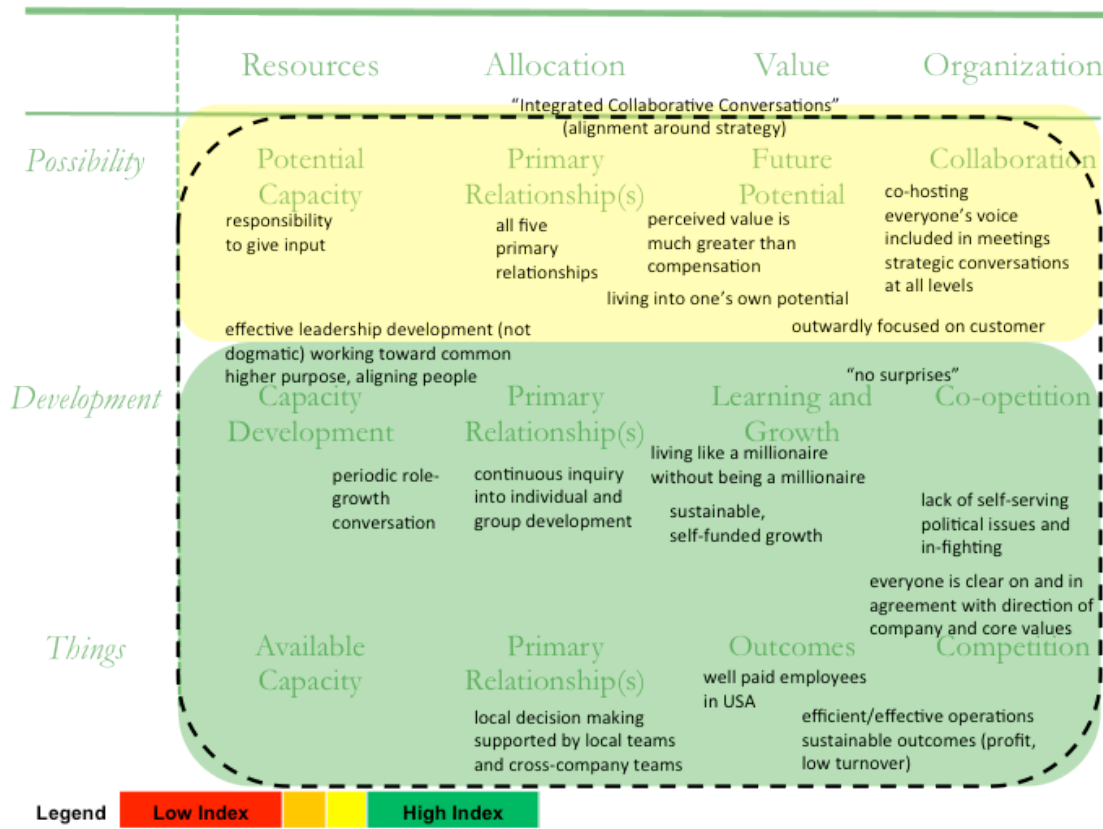 Resources Allocation Value Organization
“Integrated Collaborative Conversations”
(alignment around strategy)
Possibility
Potential
Capacity
responsibility
to give input
Primary
Relationship(s)
all five
primary
relationships
Future
Potential
perceived value is
much greater than
compensation
Collaboration
co-hosting
everyone’s voice
included in meetings
strategic conversations
at all levels
living into one’s own potential
effective leadership development (not
dogmatic) working toward common
higher purpose, aligning people
outwardly focused on customer
“no surprises”
Development
Capacity
Development
periodic role-
growth
conversation
Primary
Relationship(s)
continuous inquiry
into individual and
group development
Learning and
Growth
living like a millionaire
without being a millionaire
sustainable,
self-funded growth
Co-opetition
lack of self-serving
political issues and
in-fighting
everyone is clear on and in
agreement with direction of
company and core values
Things
Available
Capacity
Primary
Relationship(s)
local decision making
supported by local teams
and cross-company teams
Outcomes
well paid employees
in USA
Competition
efficient/effective operations
sustainable outcomes (profit,
low turnover)
Legend Low Index High Index